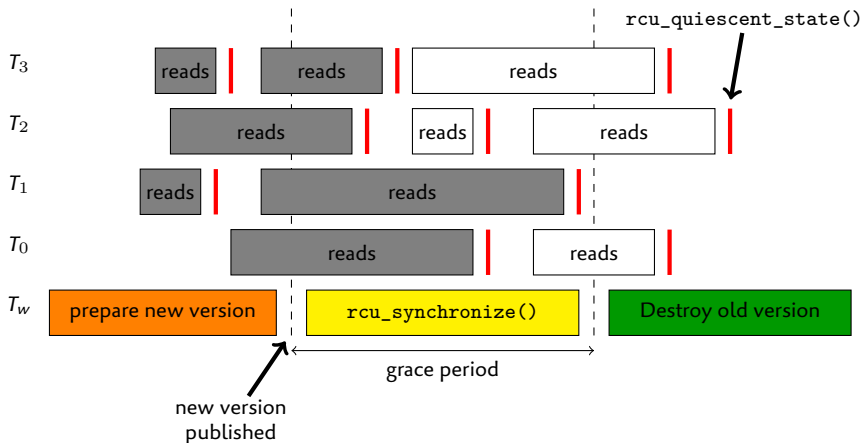 rcu_quiescent_state()
T3 reads reads reads
T2 reads reads reads
T1 reads reads
T0 reads reads
Tw prepare new version rcu_synchronize() Destroy old version
grace period
new version
published